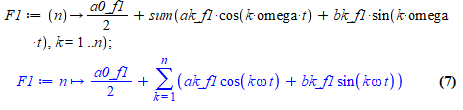 F1 := (n) → a0_f1/2 + sum(ak_f1·cos(k·omega·t) + bk_f1·sin(k·omega
·t), k = 1 ..n);
F1 := n ↦ a0_f1/2 + ∑_{k=1}^{n} (ak_f1 cos(kωt) + bk_f1 sin(kωt)) (7)